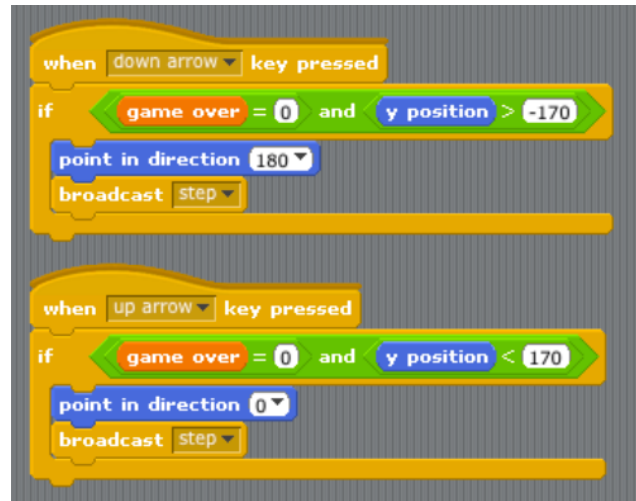 when down arrow key pressed
if game over = 0 and y position > -170
point in direction 180
broadcast step
when up arrow key pressed
if game over = 0 and y position < 170
point in direction 0
broadcast step